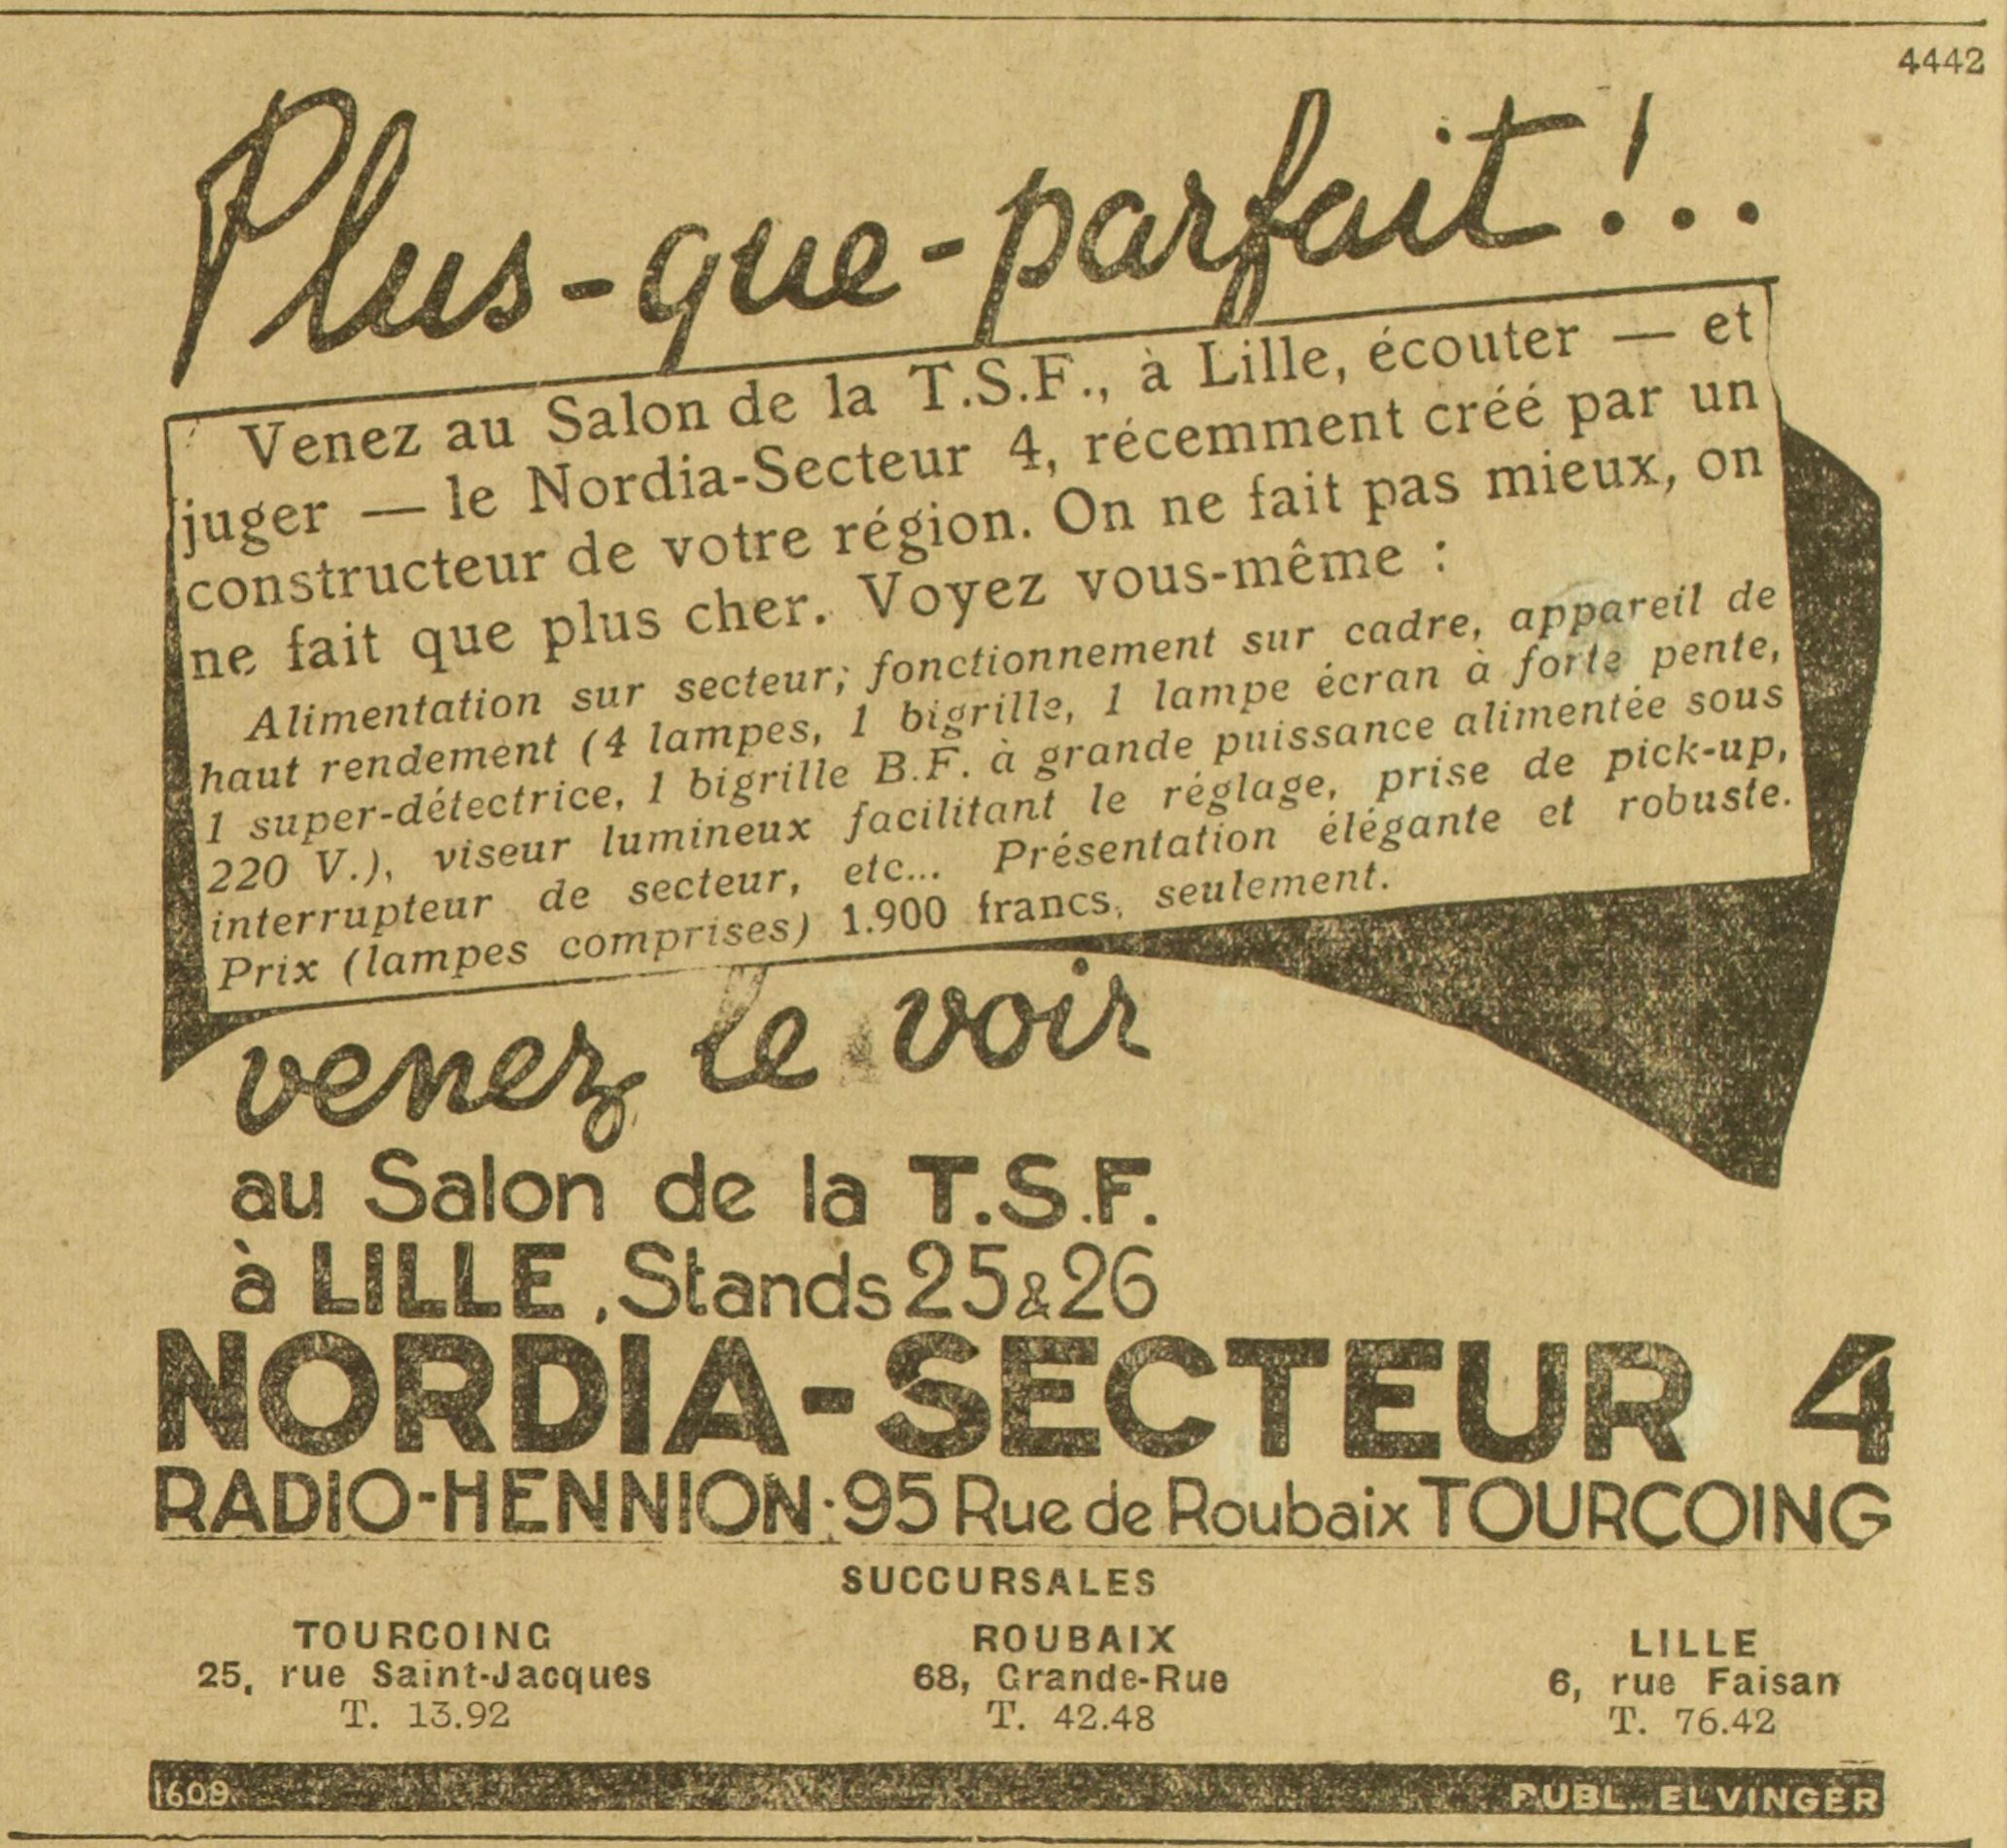 4442
Plus-que-parfait !...
Venez au Salon de la T.S.F., à Lille, écouter — et
juger — le Nordia-Secteur 4, récemment créé par un
constructeur de votre région. On ne fait pas mieux, on
ne fait que plus cher. Voyez vous-même :
Alimentation sur secteur; fonctionnement sur cadre, appareil de
haut rendement (4 lampes, 1 bigrille, 1 lampe écran à forte pente,
1 super-détectrice, 1 bigrille B.F. à grande puissance alimentée sous
220 V.), viseur lumineux facilitant le réglage, prise de pick-up,
interrupteur de secteur, etc... Présentation élégante et robuste.
Prix (lampes comprises) 1.900 francs, seulement.
venez le voir
au Salon de la T.S.F.
à LILLE, Stands 25 & 26
NORDIA-SECTEUR 4
RADIO-HENNION : 95 Rue de Roubaix TOURCOING
SUCCURSALES
TOURCOING ROUBAIX LILLE
25, rue Saint-Jacques 68, Grande-Rue 6, rue Faisan
T. 13.92 T. 42.48 T. 76.42
1609 PUBL. ELVINGER